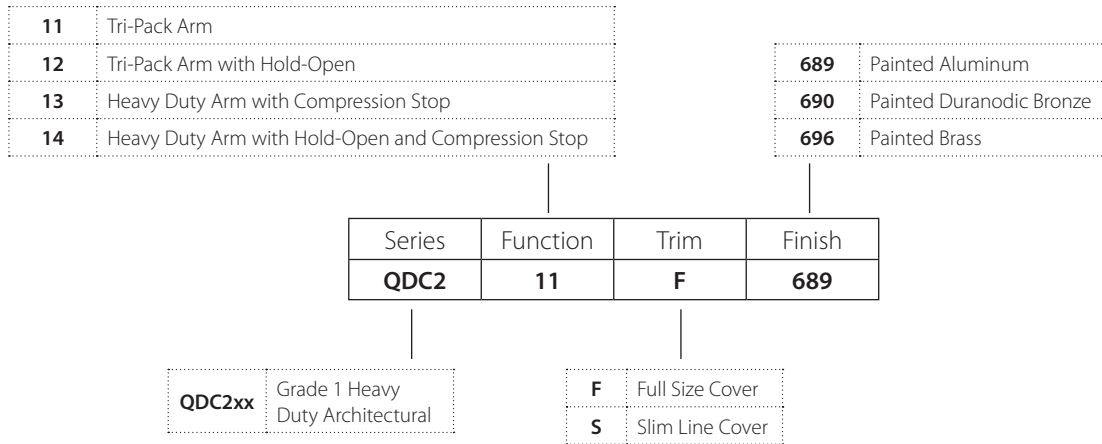 11 Tri-Pack Arm
12 Tri-Pack Arm with Hold-Open
13 Heavy Duty Arm with Compression Stop
14 Heavy Duty Arm with Hold-Open and Compression Stop
689 Painted Aluminum
690 Painted Duranodic Bronze
696 Painted Brass
Series Function Trim Finish
QDC2 11 F 689
QDC2xx Grade 1 Heavy
Duty Architectural
F Full Size Cover
S Slim Line Cover